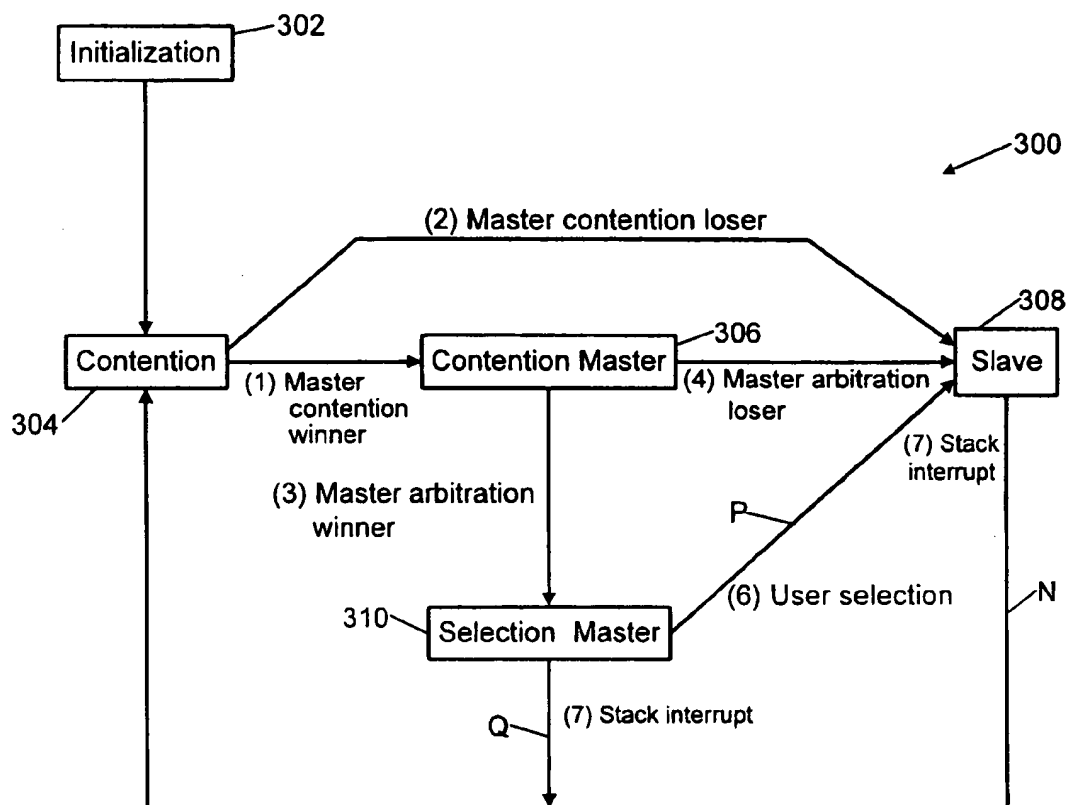 302
Initialization
300
(2) Master contention loser
308
306
Contention
Contention Master
Slave
(1) Master
contention
winner
(4) Master arbitration
loser
304
(7) Stack
interrupt
(3) Master arbitration
winner
P
(6) User selection
N
310
Selection Master
(7) Stack interrupt
Q